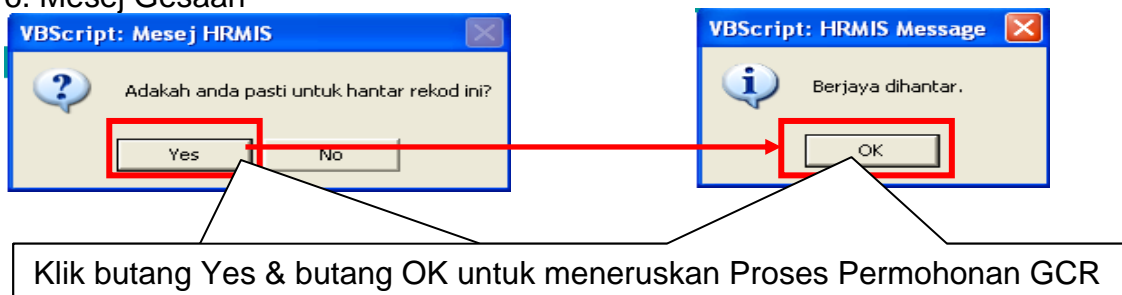 6. Mesej Gesaan
VBScript: Mesej HRMIS
Adakah anda pasti untuk hantar rekod ini?
Yes
No
VBScript: HRMIS Message
Berjaya dihantar.
OK
Klik butang Yes & butang OK untuk meneruskan Proses Permohonan GCR